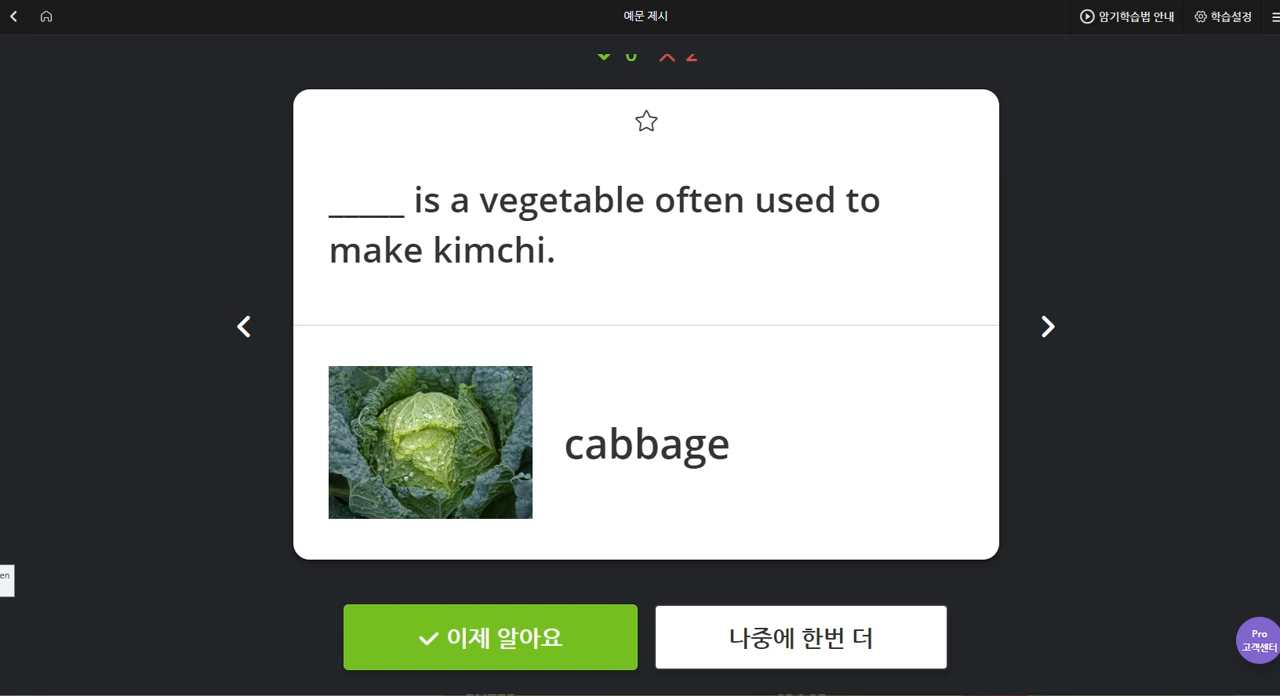 예문 제시
암기학습법 안내
학습설정
_____ is a vegetable often used to
make kimchi.
cabbage
en
이제 알아요
나중에 한번 더
Pro
고객센터